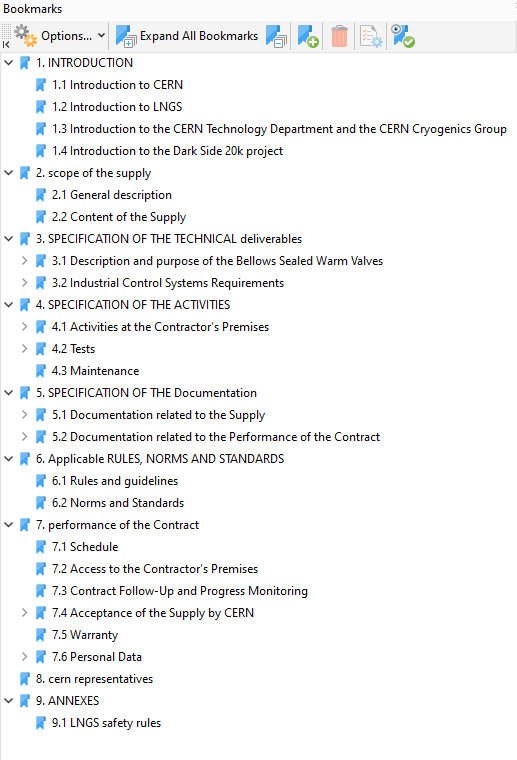 Bookmarks
Options... Expand All Bookmarks
1. INTRODUCTION
1.1 Introduction to CERN
1.2 Introduction to LNGS
1.3 Introduction to the CERN Technology Department and the CERN Cryogenics Group
1.4 Introduction to the Dark Side 20k project
2. scope of the supply
2.1 General description
2.2 Content of the Supply
3. SPECIFICATION OF THE TECHNICAL deliverables
3.1 Description and purpose of the Bellows Sealed Warm Valves
3.2 Industrial Control Systems Requirements
4. SPECIFICATION OF THE ACTIVITIES
4.1 Activities at the Contractor's Premises
4.2 Tests
4.3 Maintenance
5. SPECIFICATION OF THE Documentation
5.1 Documentation related to the Supply
5.2 Documentation related to the Performance of the Contract
6. Applicable RULES, NORMS AND STANDARDS
6.1 Rules and guidelines
6.2 Norms and Standards
7. performance of the Contract
7.1 Schedule
7.2 Access to the Contractor's Premises
7.3 Contract Follow-Up and Progress Monitoring
7.4 Acceptance of the Supply by CERN
7.5 Warranty
7.6 Personal Data
8. cern representatives
9. ANNEXES
9.1 LNGS safety rules